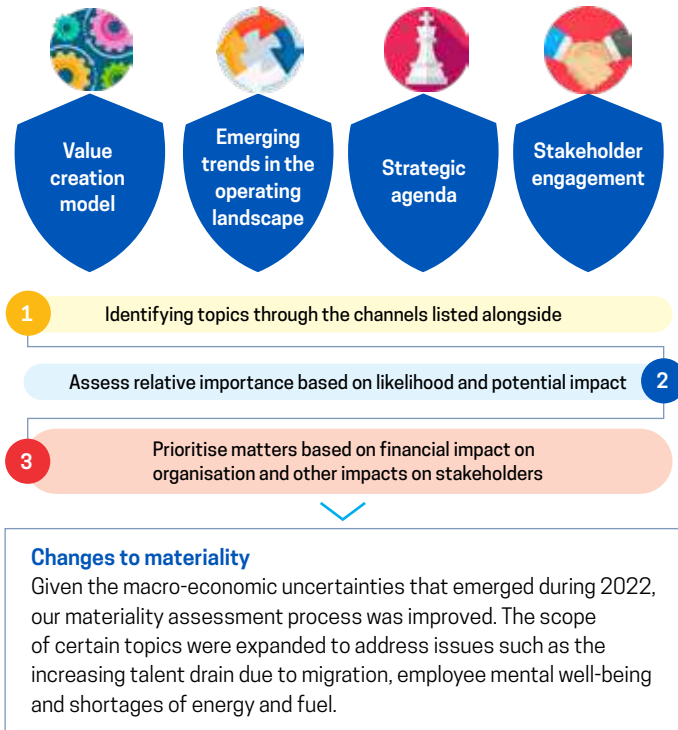 Value
creation
model
Emerging
trends in the
operating
landscape
Strategic
agenda
Stakeholder
engagement
1
Identifying topics through the channels listed alongside
Assess relative importance based on likelihood and potential impact
2
3
Prioritise matters based on financial impact on
organisation and other impacts on stakeholders
Changes to materiality
Given the macro-economic uncertainties that emerged during 2022,
our materiality assessment process was improved. The scope
of certain topics were expanded to address issues such as the
increasing talent drain due to migration, employee mental well-being
and shortages of energy and fuel.